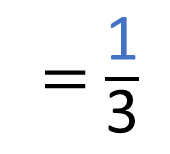 = 1/3